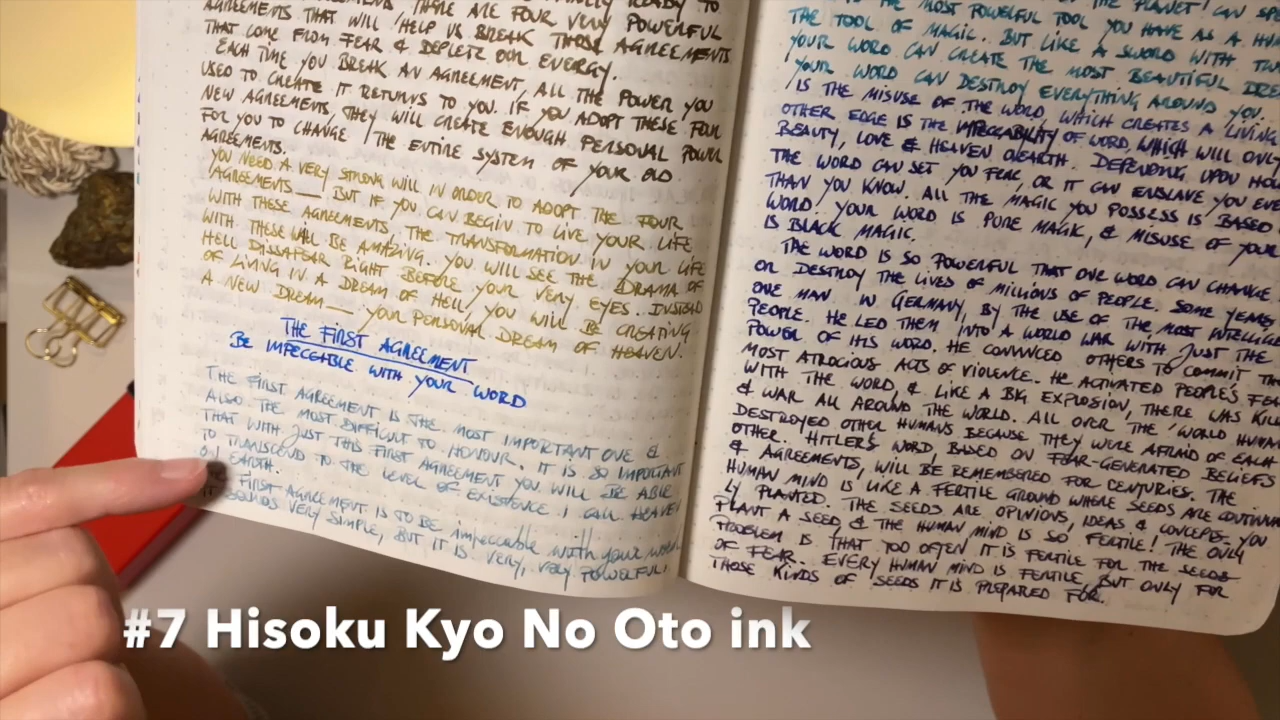 READY TO
AGREEMENTS. THERE ARE FOUR VERY POWERFUL
AGREEMENTS THAT WILL HELP US BREAK THOSE AGREEMENTS
THAT COME FROM FEAR & DEPLETE OUR ENERGY.
EACH TIME YOU BREAK AN AGREEMENT, ALL THE POWER YOU
USED TO CREATE IT RETURNS TO YOU. IF YOU ADOPT THESE FOUR
NEW AGREEMENTS, THEY WILL CREATE ENOUGH PERSONAL POWER
FOR YOU TO CHANGE THE ENTIRE SYSTEM OF YOUR OLD
AGREEMENTS.
YOU NEED A VERY STRONG WILL IN ORDER TO ADOPT THE FOUR
AGREEMENTS__ BUT IF YOU CAN BEGIN TO LIVE YOUR LIFE
WITH THESE AGREEMENTS, THE TRANSFORMATION IN YOUR LIFE
WITH THESE WILL BE AMAZING. YOU WILL SEE THE DRAMA OF
HELL DISSAPEAR RIGHT BEFORE YOUR VERY EYES. INSTEAD
OF LIVING IN A DREAM OF HELL, YOU WILL BE CREATING
A NEW DREAM__ YOUR PERSONAL DREAM OF HEAVEN.
THE FIRST AGREEMENT
BE IMPECCABLE WITH YOUR WORD
THE FIRST AGREEMENT IS THE MOST IMPORTANT ONE &
ALSO THE MOST DIFFICULT TO HONOUR. IT IS SO IMPORTANT
THAT WITH JUST THIS FIRST AGREEMENT YOU WILL BE ABLE
TO TRANSCEND TO THE LEVEL OF EXISTENCE I CALL HEAVEN
ON EARTH.
FIRST AGREEMENT IS TO BE impeccable with your word.
IT SOUNDS VERY SIMPLE, BUT IT IS VERY, VERY POWERFUL!
IS THE MOST POWERFUL TOOL YOU HAVE AS A
THE TOOL OF MAGIC. BUT LIKE A SWORD WITH
YOUR WORD CAN CREATE THE MOST BEAUTIFUL
YOUR WORD CAN DESTROY EVERYTHING AROUND YOU.
IS THE MISUSE OF THE WORD, WHICH CREATES A LIVING
OTHER EDGE IS THE IMPECCABILITY OF WORD, WHICH WILL ONLY
BEAUTY, LOVE & HEAVEN ON EARTH. DEPENDING UPON
THE WORD CAN SET YOU FREE, OR IT CAN ENSLAVE YOU
THAN YOU KNOW. ALL THE MAGIC YOU POSSESS IS BASED
WORD. YOUR WORD IS PURE MAGIC, & MISUSE OF YOUR
IS BLACK MAGIC.
THE WORD IS SO POWERFUL THAT ONE WORD CAN CHANGE
OR DESTROY THE LIVES OF MILLIONS OF PEOPLE. SOME YEARS
ONE MAN IN GERMANY, BY THE USE OF THE MOST
PEOPLE. HE LED THEM INTO A WORLD WAR WITH JUST THE
POWER OF HIS WORD. HE CONVINCED OTHERS TO COMMIT THE
MOST ATROCIOUS ACTS OF VIOLENCE. HE ACTIVATED PEOPLE'S
WITH THE WORD, & LIKE A BIG EXPLOSION, THERE WAS
& WAR ALL AROUND THE WORLD. ALL OVER THE WORLD
DESTROYED OTHER HUMANS BECAUSE THEY WERE AFRAID OF EACH
OTHER. HITLER'S WORD, BASED ON FEAR-GENERATED BELIEFS
& AGREEMENTS, WILL BE REMEMBERED FOR CENTURIES. THE
HUMAN MIND IS LIKE A FERTILE GROUND WHERE SEEDS ARE
LY PLANTED. THE SEEDS ARE OPINIONS, IDEAS & CONCEPTS. YOU
PLANT A SEED, & THE HUMAN MIND IS SO FERTILE! THE ONLY
PROBLEM IS THAT TOO OFTEN IT IS FERTILE FOR THE SEEDS
OF FEAR. EVERY HUMAN MIND IS FERTILE, BUT ONLY FOR
THOSE KINDS OF SEEDS IT IS PREPARED FOR.
#7 Hisoku Kyo No Oto ink